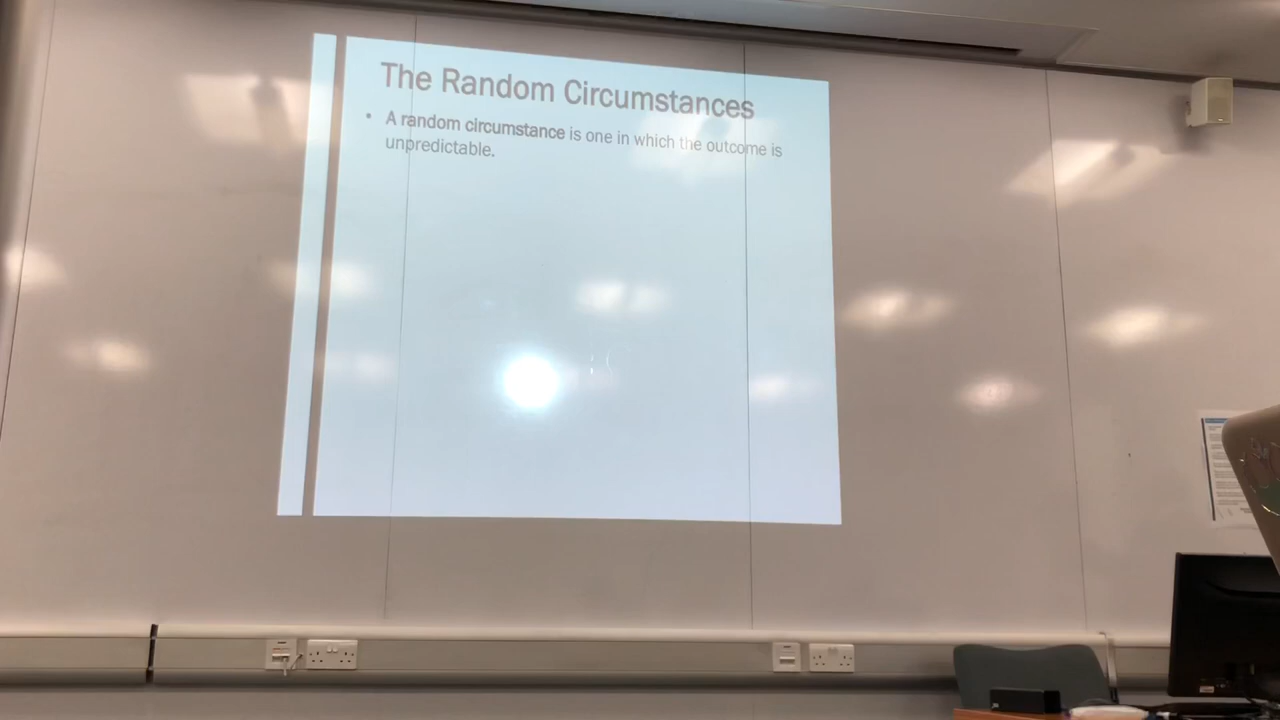 The Random Circumstances
• A random circumstance is one in which the outcome is
unpredictable.